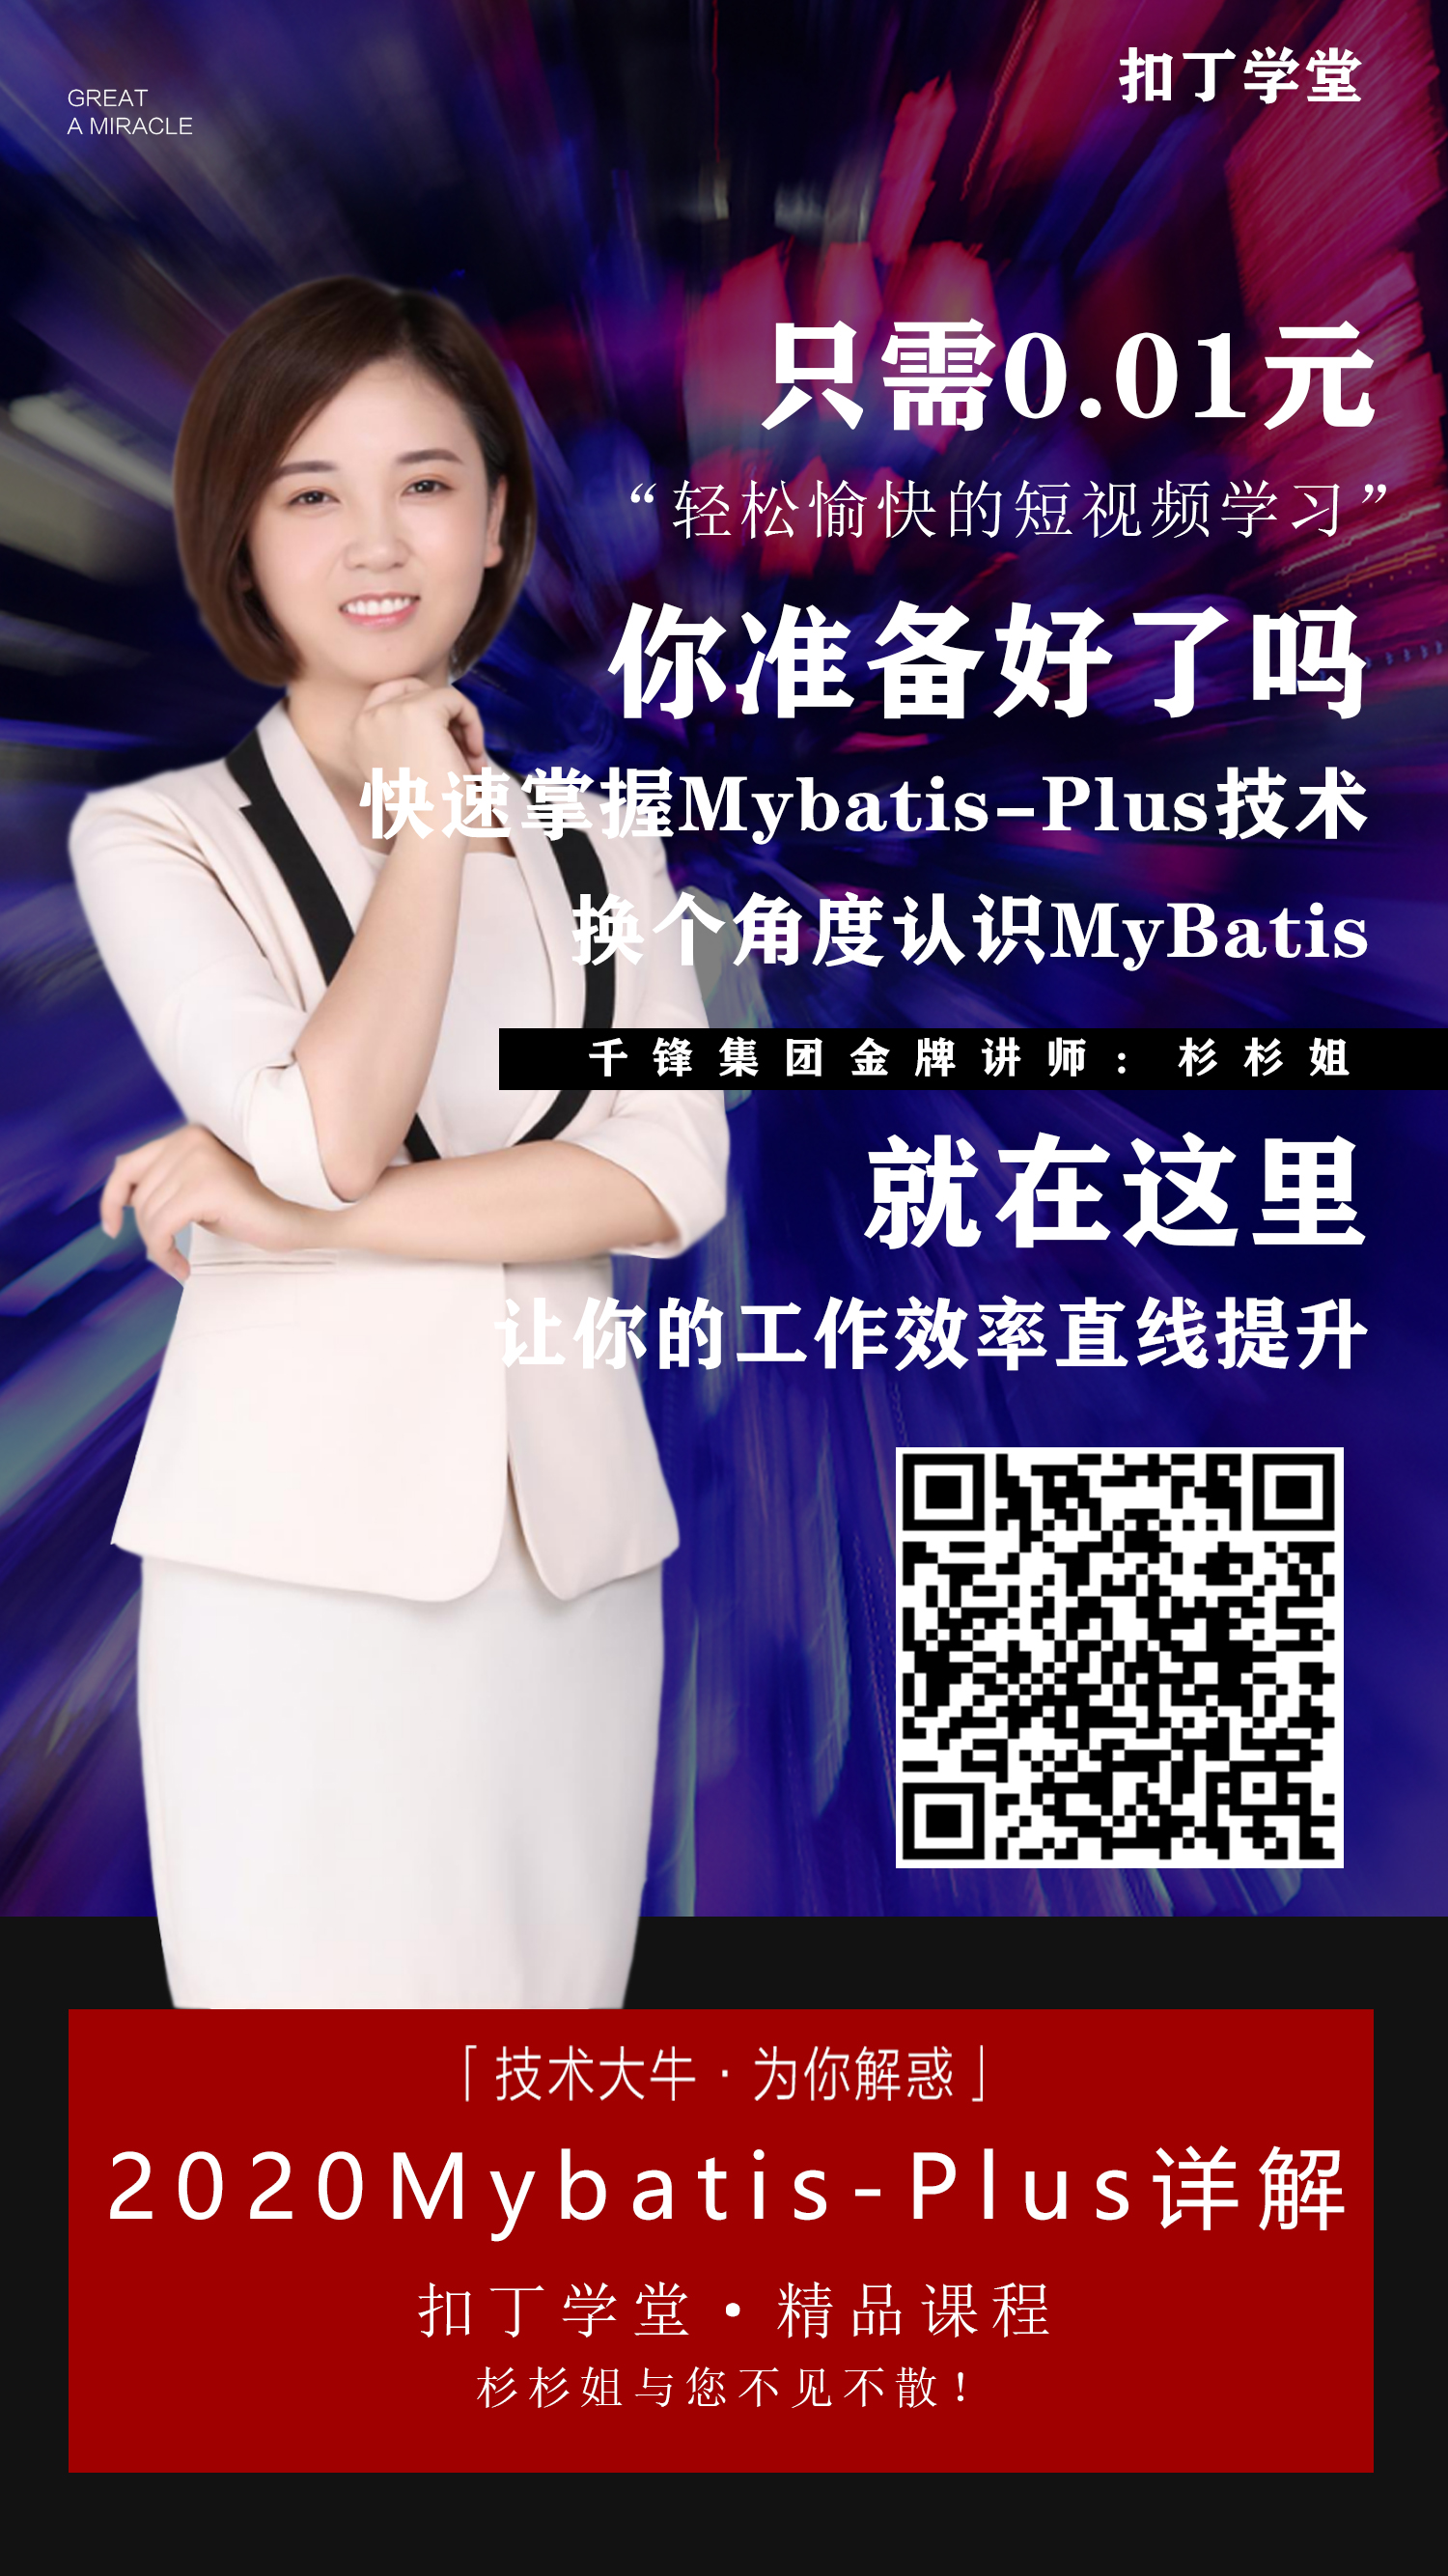 GREAT
A MIRACLE
扣丁学堂
只需0.01元
“轻松愉快的短视频学习”
你准备好了吗
快速掌握Mybatis-Plus技术
换个角度认识MyBatis
千锋集团金牌讲师：杉杉姐
就在这里
让你的工作效率直线提升
「技术大牛·为你解惑」
2020Mybatis-Plus详解
扣丁学堂·精品课程
杉杉姐与您不见不散！